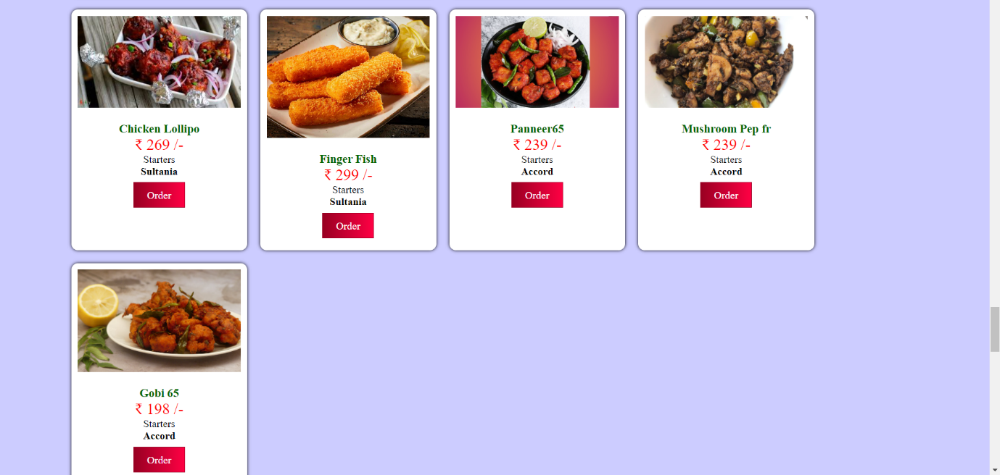 Chicken Lollipo
₹ 269 /-
Starters
Sultania
Order
Finger Fish
₹ 299 /-
Starters
Sultania
Order
Panneer65
₹ 239 /-
Starters
Accord
Order
Mushroom Pep fr
₹ 239 /-
Starters
Accord
Order
Gobi 65
₹ 198 /-
Starters
Accord
Order